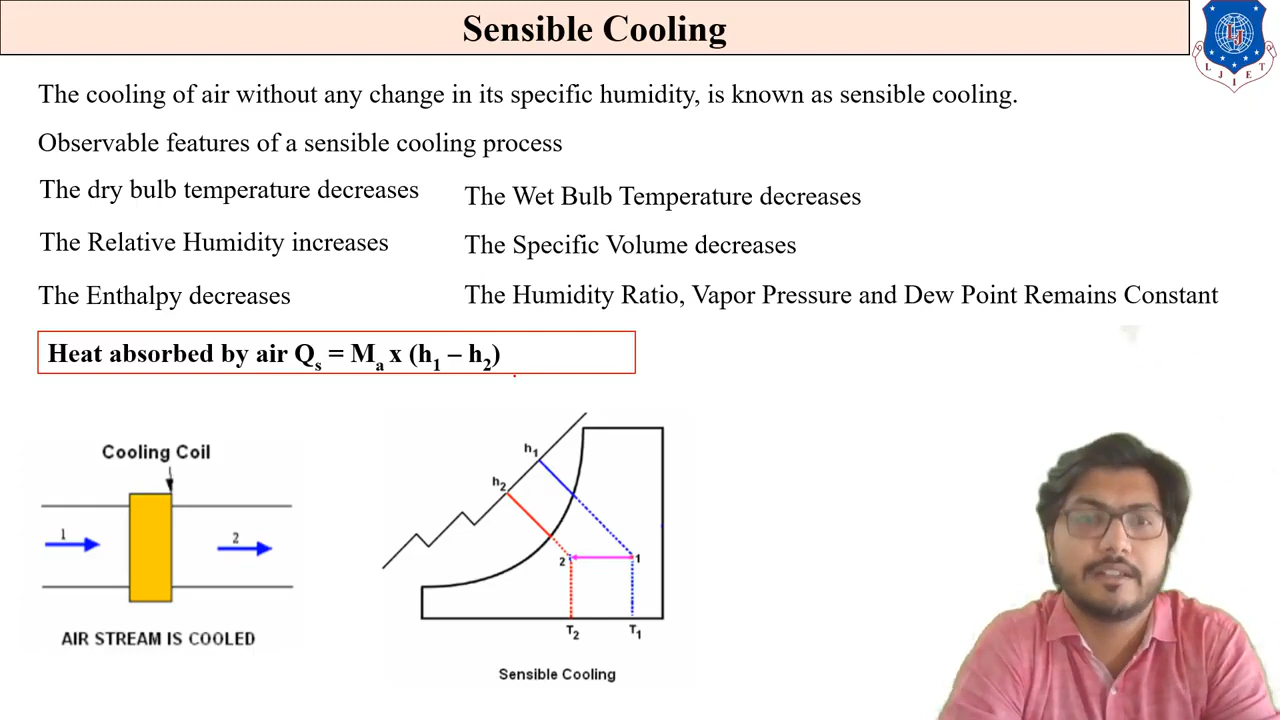 Sensible Cooling
L J I E T
LJ
The cooling of air without any change in its specific humidity, is known as sensible cooling.
Observable features of a sensible cooling process
The dry bulb temperature decreases
The Wet Bulb Temperature decreases
The Relative Humidity increases
The Specific Volume decreases
The Enthalpy decreases
The Humidity Ratio, Vapor Pressure and Dew Point Remains Constant
Heat absorbed by air Qs = Ma x (h1 – h2)
Cooling Coil
1
2
AIR STREAM IS COOLED
h1
h2
2
1
T2
T1
Sensible Cooling